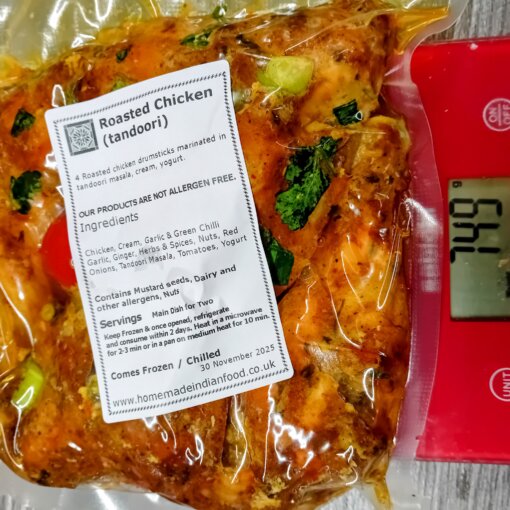 Roasted Chicken
(tandoori)
4 Roasted chicken drumsticks marinated in
tandoori masala, cream, yogurt.
OUR PRODUCTS ARE NOT ALLERGEN FREE.
Ingredients
Chicken, Cream, Garlic & Green Chilli
Garlic, Ginger, Herbs & Spices, Nuts, Red
Onions, Tandoori Masala, Tomatoes, Yogurt
Contains Mustard seeds, Dairy and
other allergens, Nuts
Servings Main Dish for Two
Keep Frozen & once opened, refrigerate
and consume within 2 days. Heat in a microwave
for 2-3 min or in a pan on medium heat for 10 min.
Comes Frozen / Chilled
30 November 2025
www.homemadeindianfood.co.uk
ON
OFF
g
749
UNIT